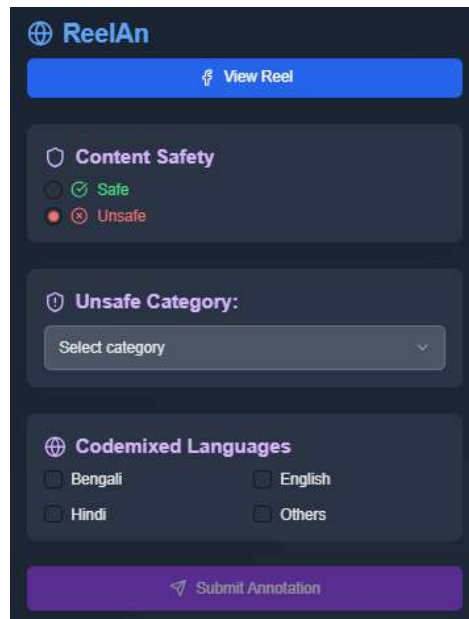 ReelAn
View Reel
Content Safety
Safe
Unsafe
Unsafe Category:
Select category
Codemixed Languages
Bengali English
Hindi Others
Submit Annotation